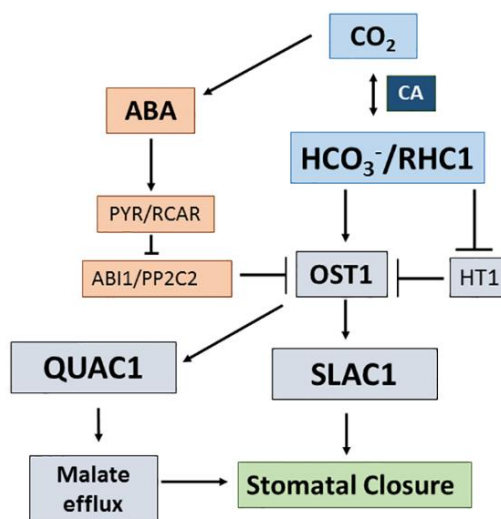 CO₂
CA
ABA
HCO₃⁻/RHC1
PYR/RCAR
ABI1/PP2C2
OST1
HT1
QUAC1
SLAC1
Malate
efflux
Stomatal Closure